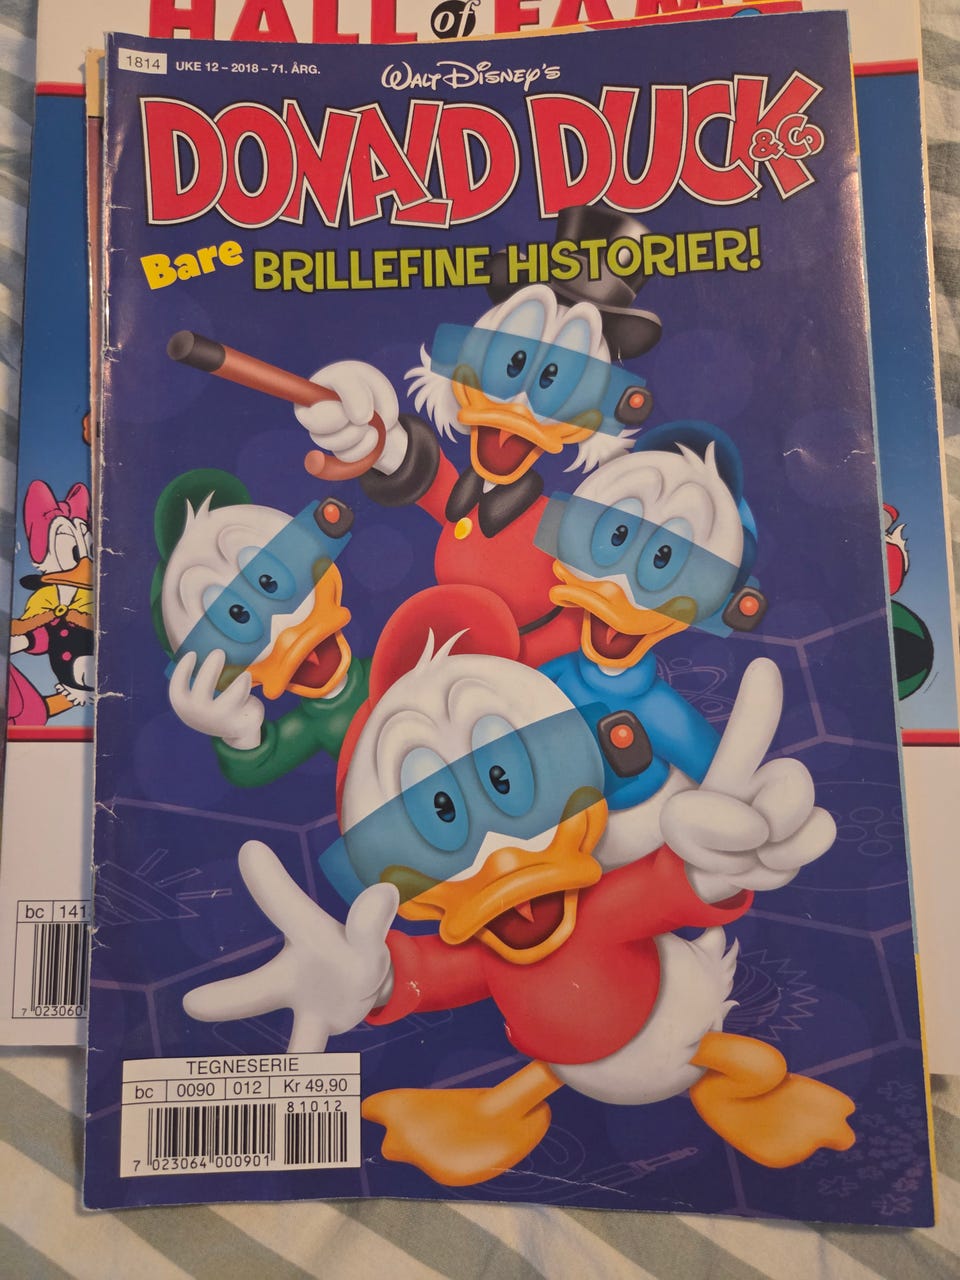 HALL of FAME
1814
UKE 12 – 2018 – 71. ÅRG.
WALT DISNEY'S
DONALD DUCK
&Co
Bare BRILLEFINE HISTORIER!
bc 141
7 023060
TEGNESERIE
bc 0090 012 Kr 49,90
81012
7 023064 000901